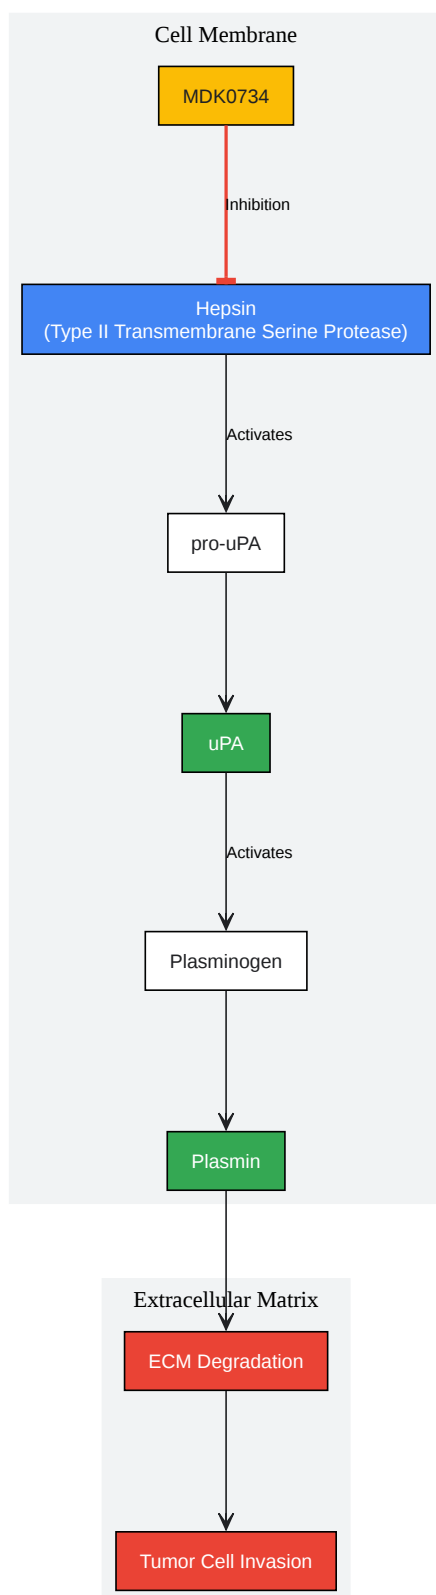 Cell Membrane
MDK0734
Inhibition
Hepsin
(Type II Transmembrane Serine Protease)
Activates
pro-uPA
uPA
Activates
Plasminogen
Plasmin
Extracellular Matrix
ECM Degradation
Tumor Cell Invasion